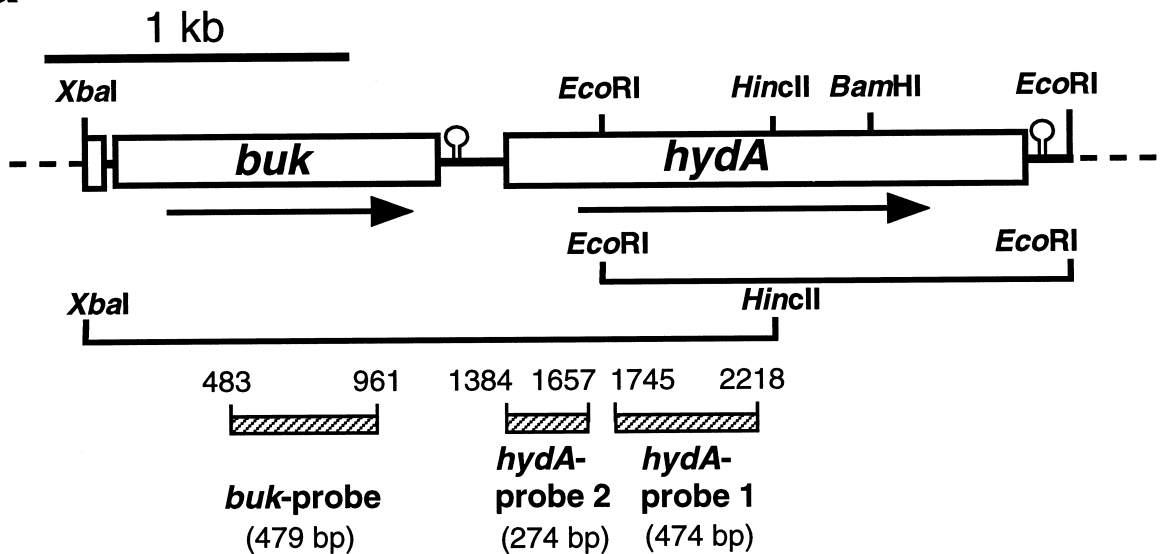 1 kb
XbaI EcoRI HincII BamHI EcoRI
buk hydA
EcoRI EcoRI
XbaI HincII
483 961 1384 1657 1745 2218
hydA- hydA-
buk-probe probe 2 probe 1
(479 bp) (274 bp) (474 bp)